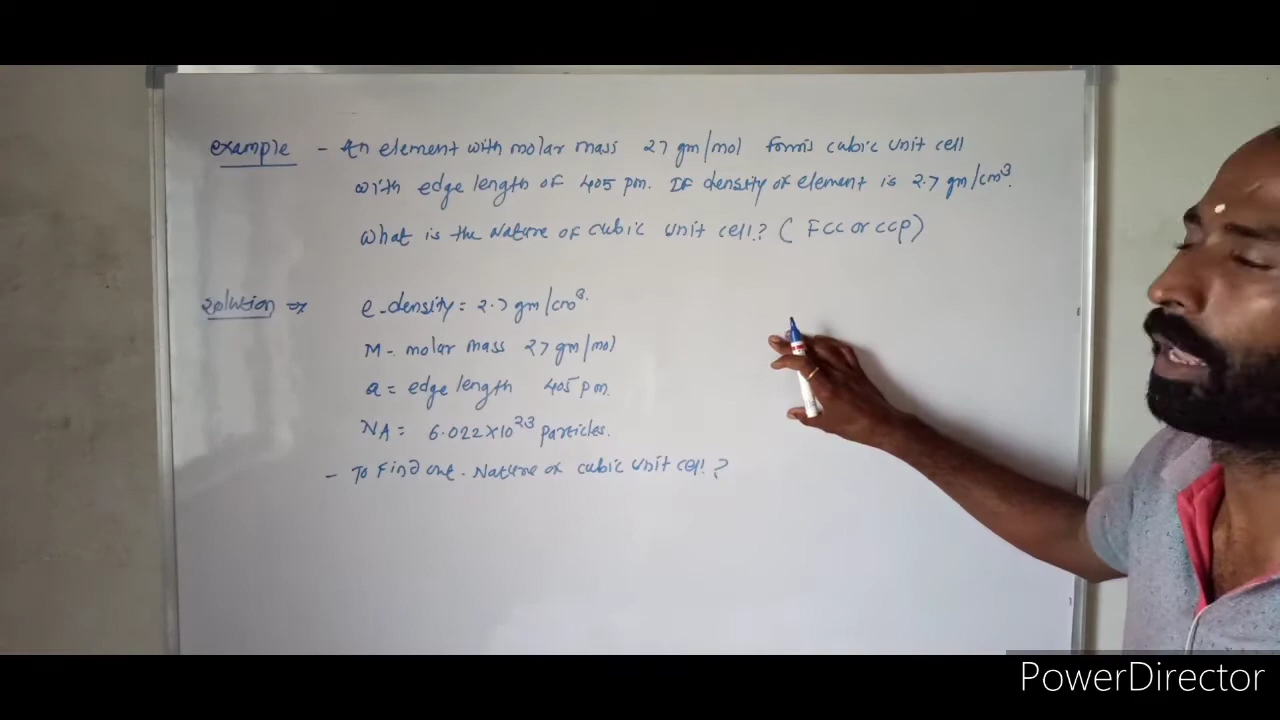 example - An element with molar mass 27 gm/mol forms cubic unit cell
with edge length of 405 pm. If density of element is 2.7 gm/cm³.
What is the Nature of cubic unit cell? ( FCC or CCP)
Solution ⇒ e - density = 2.7 gm/cm³.
M - molar mass 27 gm/mol
a = edge length 405 pm.
NA = 6.022×10²³ particles.
- To Find out. Nature of cubic unit cell?
PowerDirector